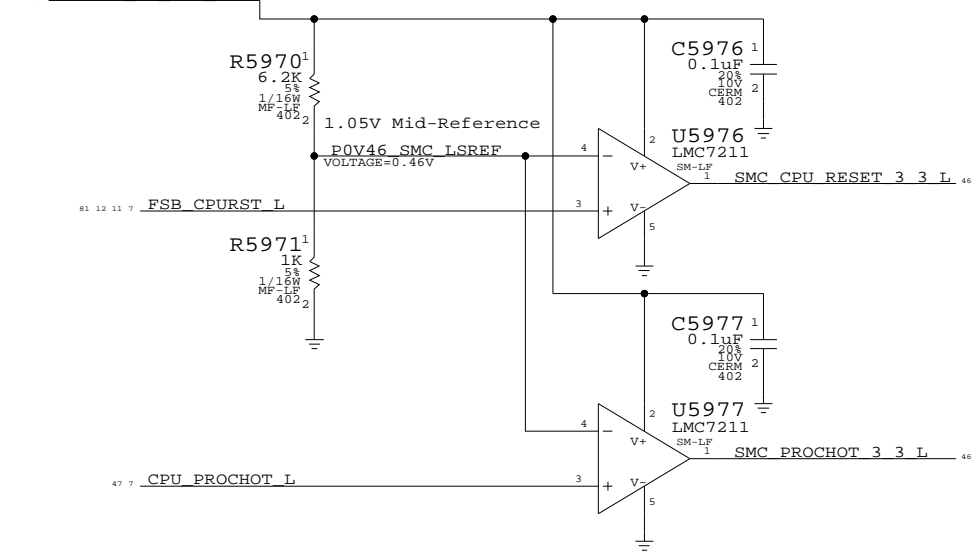 C5976 1
0.1uF
20%
10V
CERM
402
2
R5970 1
6.2K
5%
1/16W
MF-LF
402
2
1.05V Mid-Reference
P0V46_SMC_LSREF
VOLTAGE=0.46V
4
2
U5976
LMC7211
SM-LF
V+
1
SMC_CPU_RESET_3_3_L 46
81 12 11 7 FSB_CPURST_L
3
V-
5
R5971 1
1K
5%
1/16W
MF-LF
402
2
C5977 1
0.1uF
20%
10V
CERM
402
2
4
2
U5977
LMC7211
SM-LF
V+
1
SMC_PROCHOT_3_3_L 46
47 7 CPU_PROCHOT_L
3
V-
5